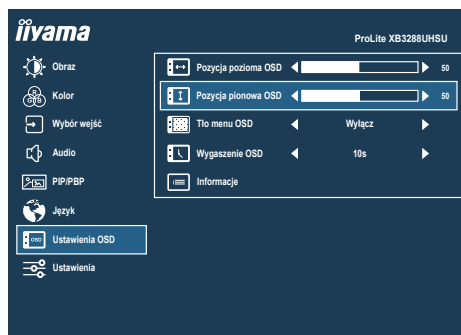 iiyama
ProLite XB3288UHSU
Obraz
Kolor
Wybór wejść
Audio
PIP/PBP
Język
Ustawienia OSD
Ustawienia
Pozycja pozioma OSD 50
Pozycja pionowa OSD 50
Tło menu OSD Wyłącz
Wygaszenie OSD 10s
Informacje